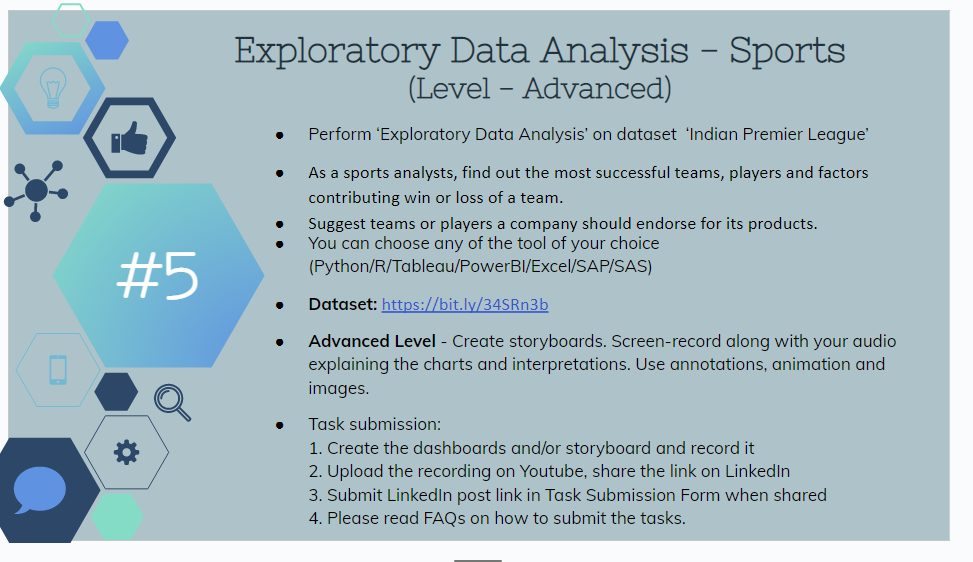 Exploratory Data Analysis – Sports
(Level – Advanced)
#5
● Perform ‘Exploratory Data Analysis’ on dataset ‘Indian Premier League’
● As a sports analysts, find out the most successful teams, players and factors
contributing win or loss of a team.
● Suggest teams or players a company should endorse for its products.
● You can choose any of the tool of your choice
(Python/R/Tableau/PowerBI/Excel/SAP/SAS)
● Dataset: https://bit.ly/34SRn3b
● Advanced Level - Create storyboards. Screen-record along with your audio
explaining the charts and interpretations. Use annotations, animation and
images.
● Task submission:
1. Create the dashboards and/or storyboard and record it
2. Upload the recording on Youtube, share the link on LinkedIn
3. Submit LinkedIn post link in Task Submission Form when shared
4. Please read FAQs on how to submit the tasks.